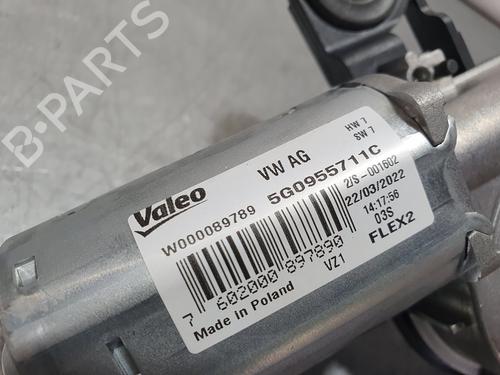 B-PARTS
Valeo
VW AG
HW 7
SW 7
W000089789
5G0955711C
2/S-001602
22/03/2022
14:17:56
03S
FLEX2
7 602000 897890
VZ1
Made in Poland